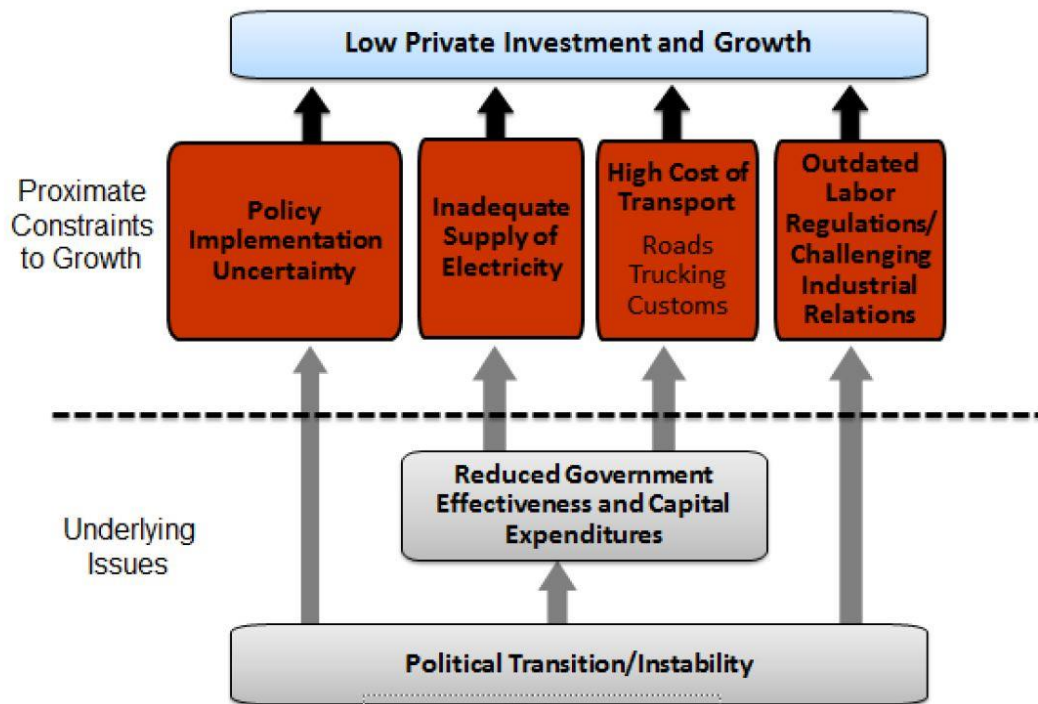 Low Private Investment and Growth
Proximate
Constraints
to Growth
Policy
Implementation
Uncertainty
Inadequate
Supply of
Electricity
High Cost of
Transport
Roads
Trucking
Customs
Outdated
Labor
Regulations/
Challenging
Industrial
Relations
Underlying
Issues
Reduced Government
Effectiveness and Capital
Expenditures
Political Transition/Instability